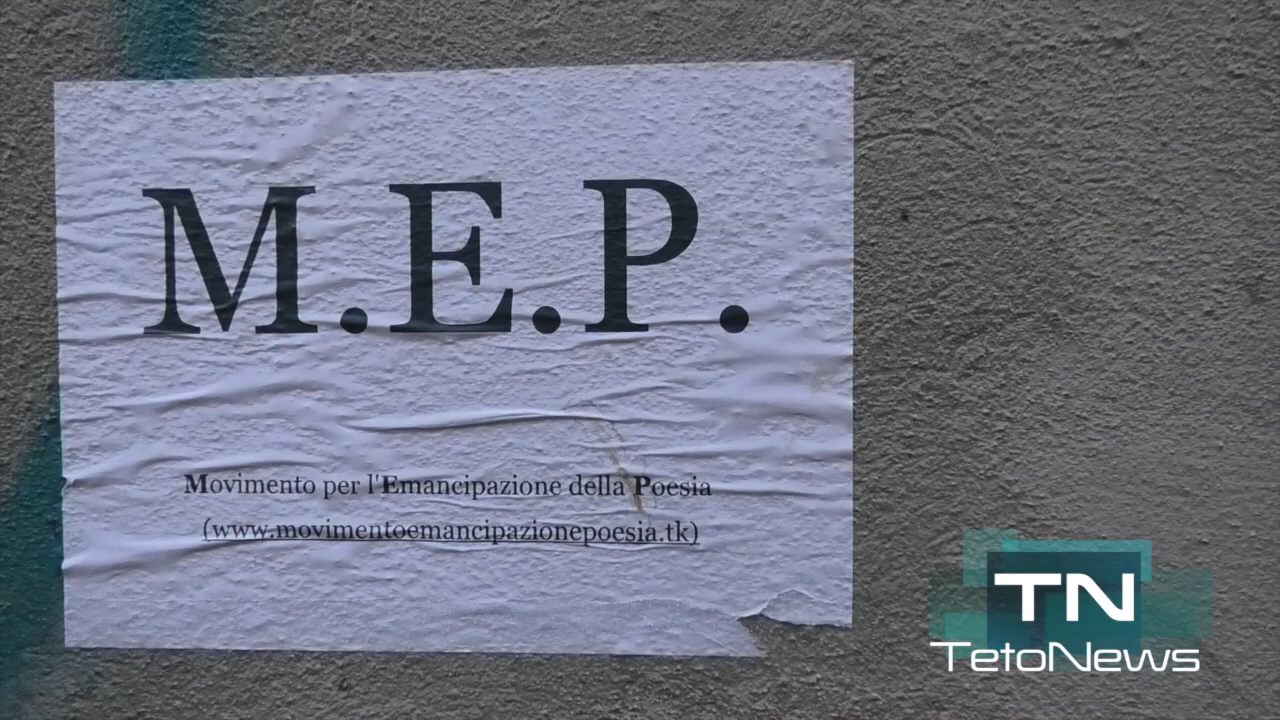 M.E.P.
Movimento per l'Emancipazione della Poesia
(www.movimentoemancipazionepoesia.tk)
TN
TetoNews